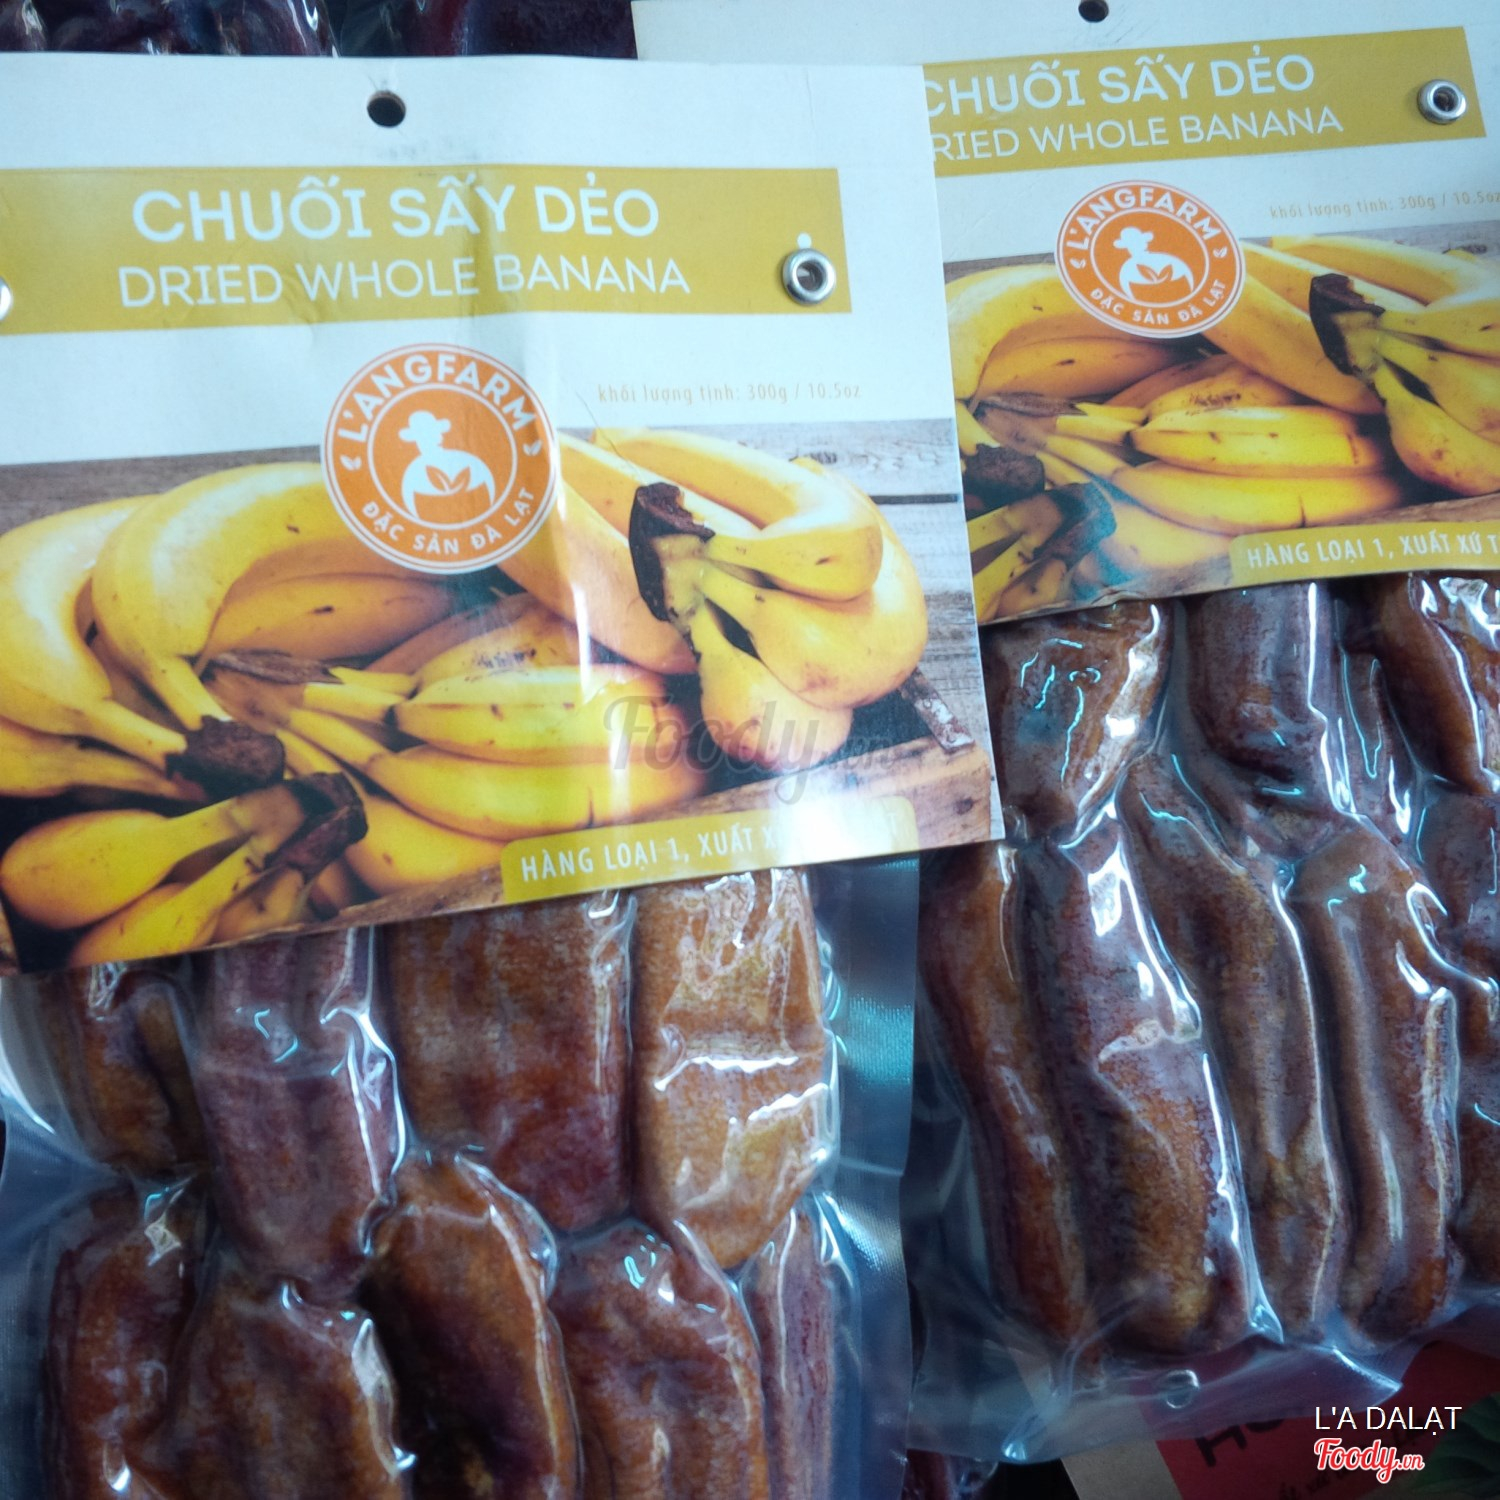 CHUỐI SẤY DẺO
DRIED WHOLE BANANA
khối lượng tịnh: 300g / 10.5oz
L'ANGFARM
ĐẶC SẢN ĐÀ LẠT
HÀNG LOẠI 1, XUẤT
CHUỐI SẤY DẺO
DRIED WHOLE BANANA
khối lượng tịnh: 300g / 10.5oz
L'ANGFARM
ĐẶC SẢN ĐÀ LẠT
HÀNG LOẠI 1, XUẤT XỨ
Foody.vn
L'A DALẠT
Foody.vn